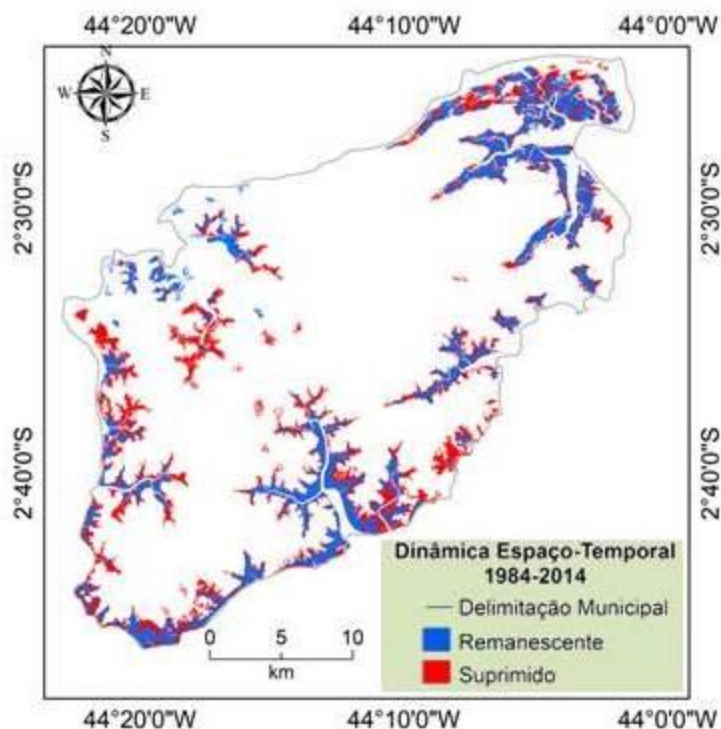 44°20'0"W 44°10'0"W 44°0'0"W
N
W E
S
2°30'0"S 2°30'0"S
2°40'0"S 2°40'0"S
Dinâmica Espaço-Temporal
1984-2014
Delimitação Municipal
Remanescente
Suprimido
0 5 10
km
44°20'0"W 44°10'0"W 44°0'0"W